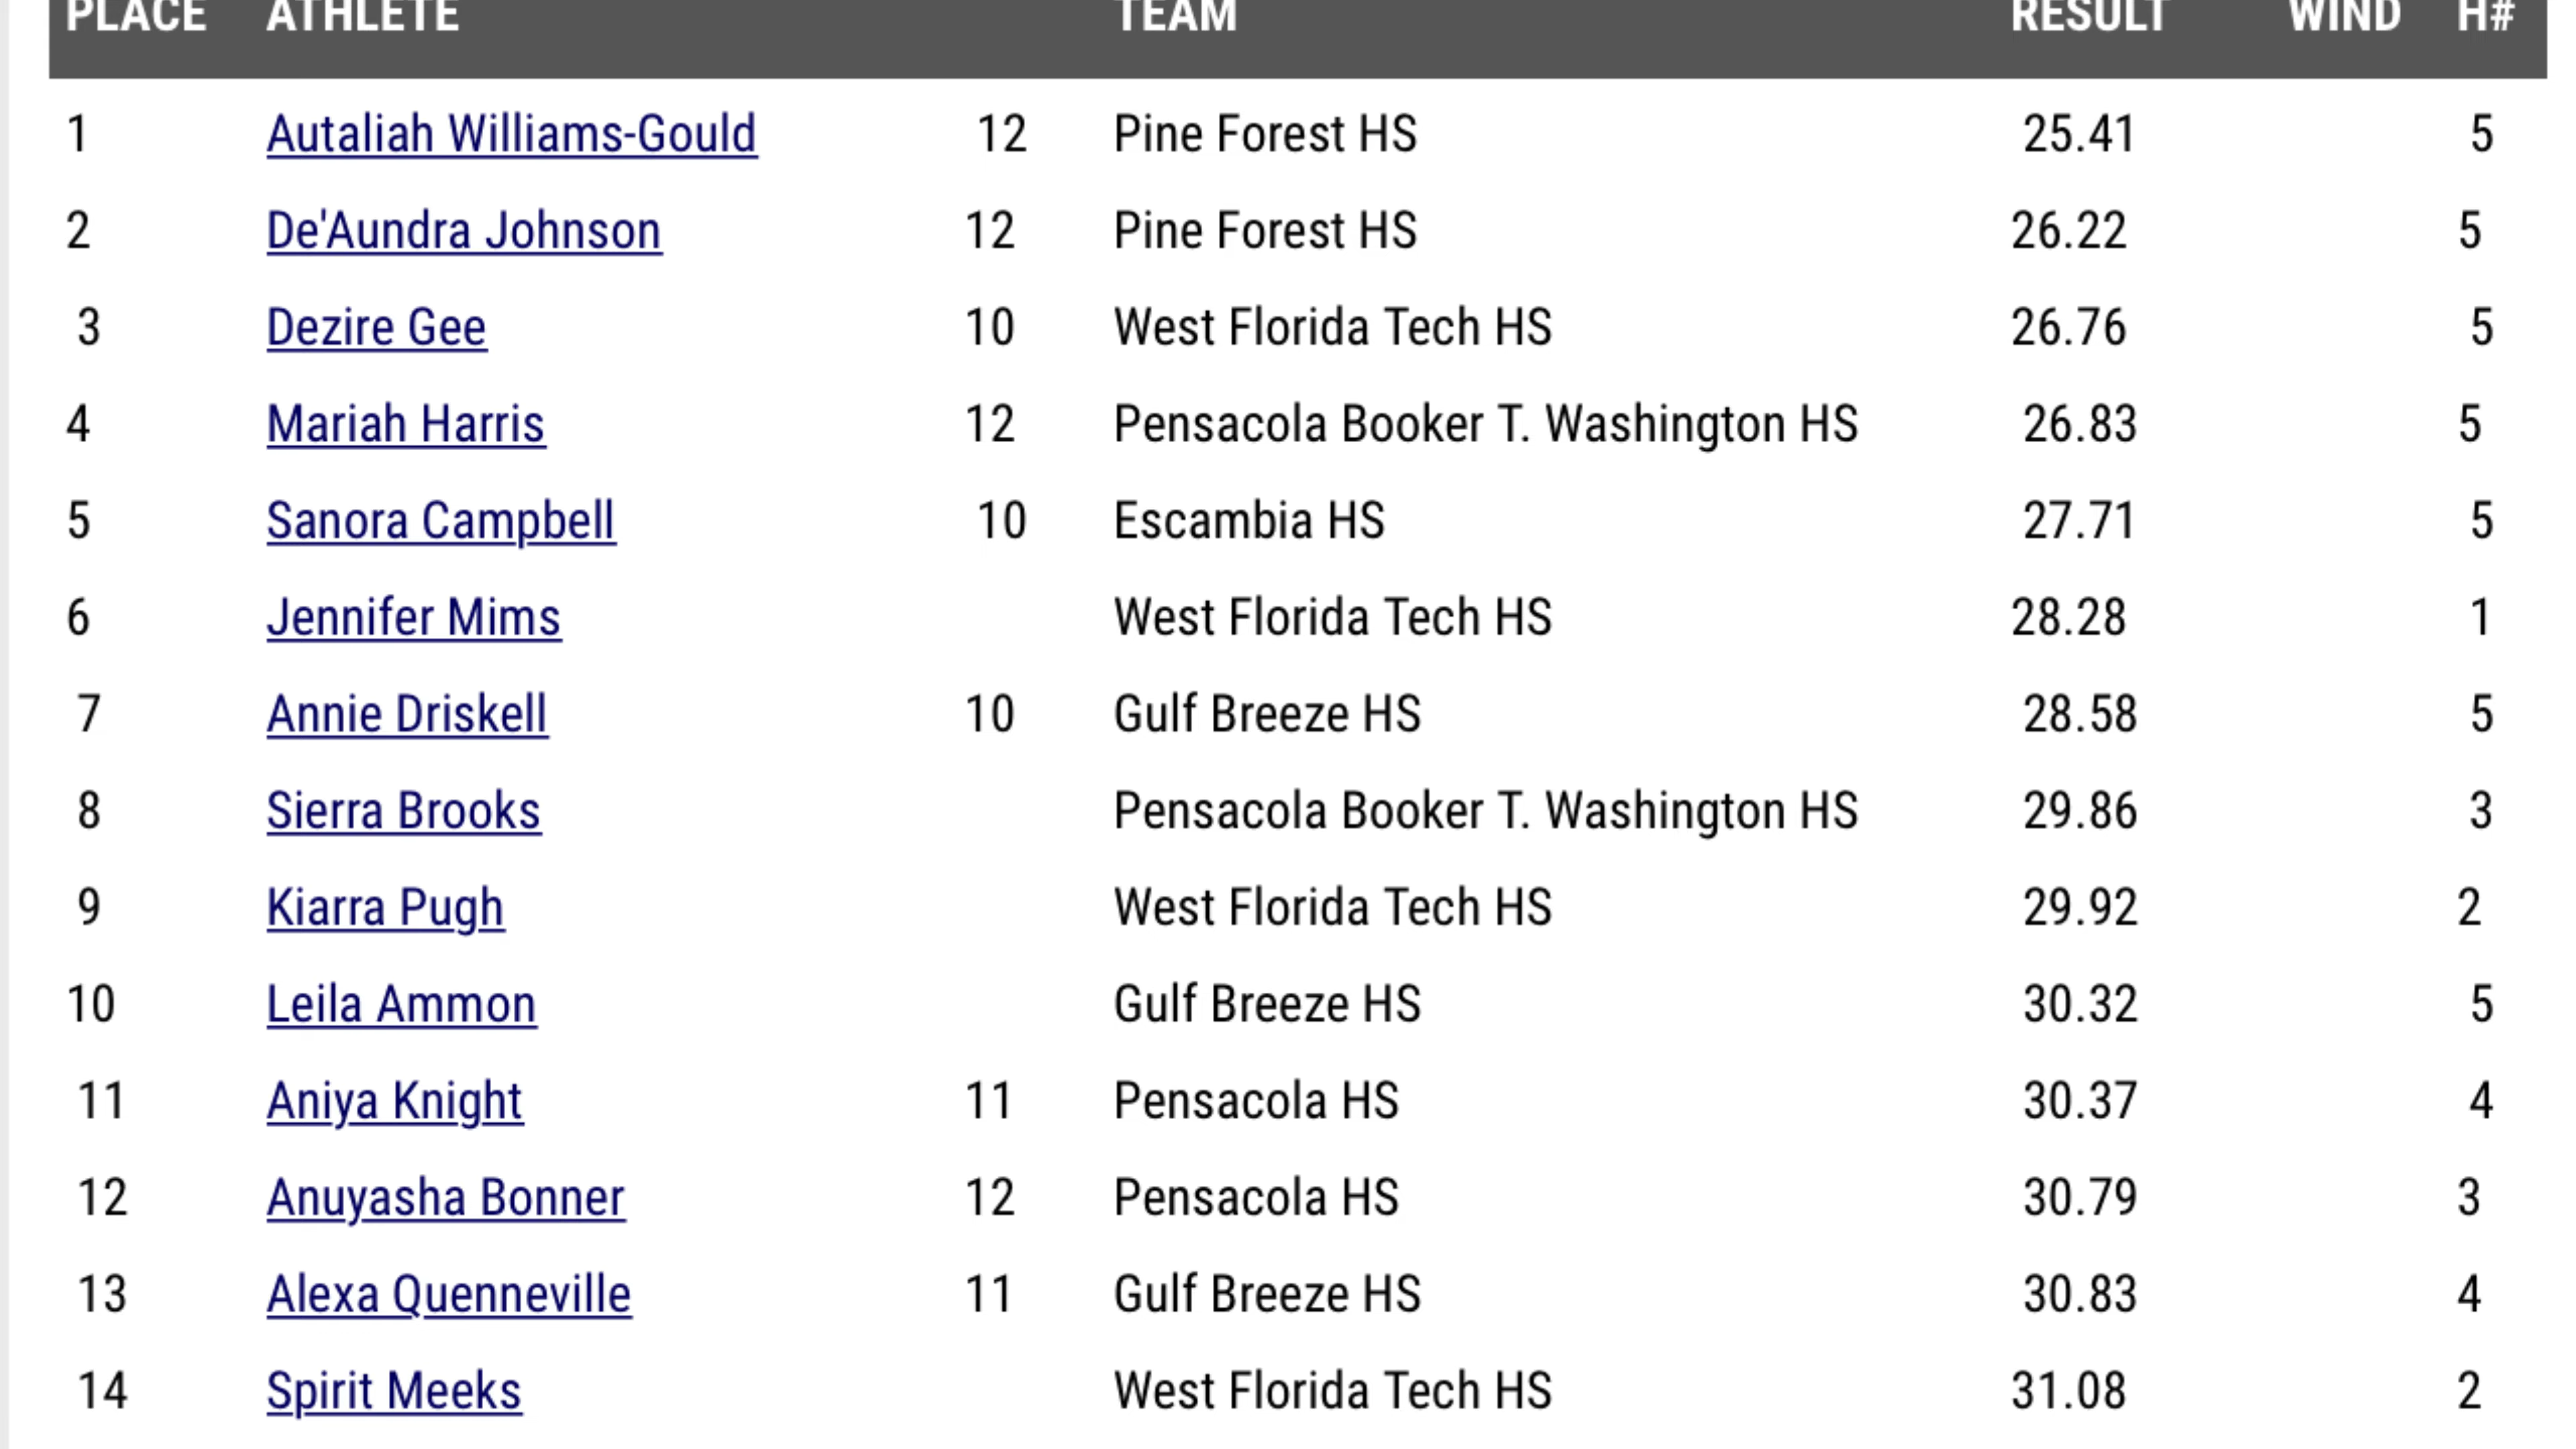 PLACE ATHLETE TEAM RESULT WIND H#
1 Autaliah Williams-Gould 12 Pine Forest HS 25.41 5
2 De'Aundra Johnson 12 Pine Forest HS 26.22 5
3 Dezire Gee 10 West Florida Tech HS 26.76 5
4 Mariah Harris 12 Pensacola Booker T. Washington HS 26.83 5
5 Sanora Campbell 10 Escambia HS 27.71 5
6 Jennifer Mims West Florida Tech HS 28.28 1
7 Annie Driskell 10 Gulf Breeze HS 28.58 5
8 Sierra Brooks Pensacola Booker T. Washington HS 29.86 3
9 Kiarra Pugh West Florida Tech HS 29.92 2
10 Leila Ammon Gulf Breeze HS 30.32 5
11 Aniya Knight 11 Pensacola HS 30.37 4
12 Anuyasha Bonner 12 Pensacola HS 30.79 3
13 Alexa Quenneville 11 Gulf Breeze HS 30.83 4
14 Spirit Meeks West Florida Tech HS 31.08 2